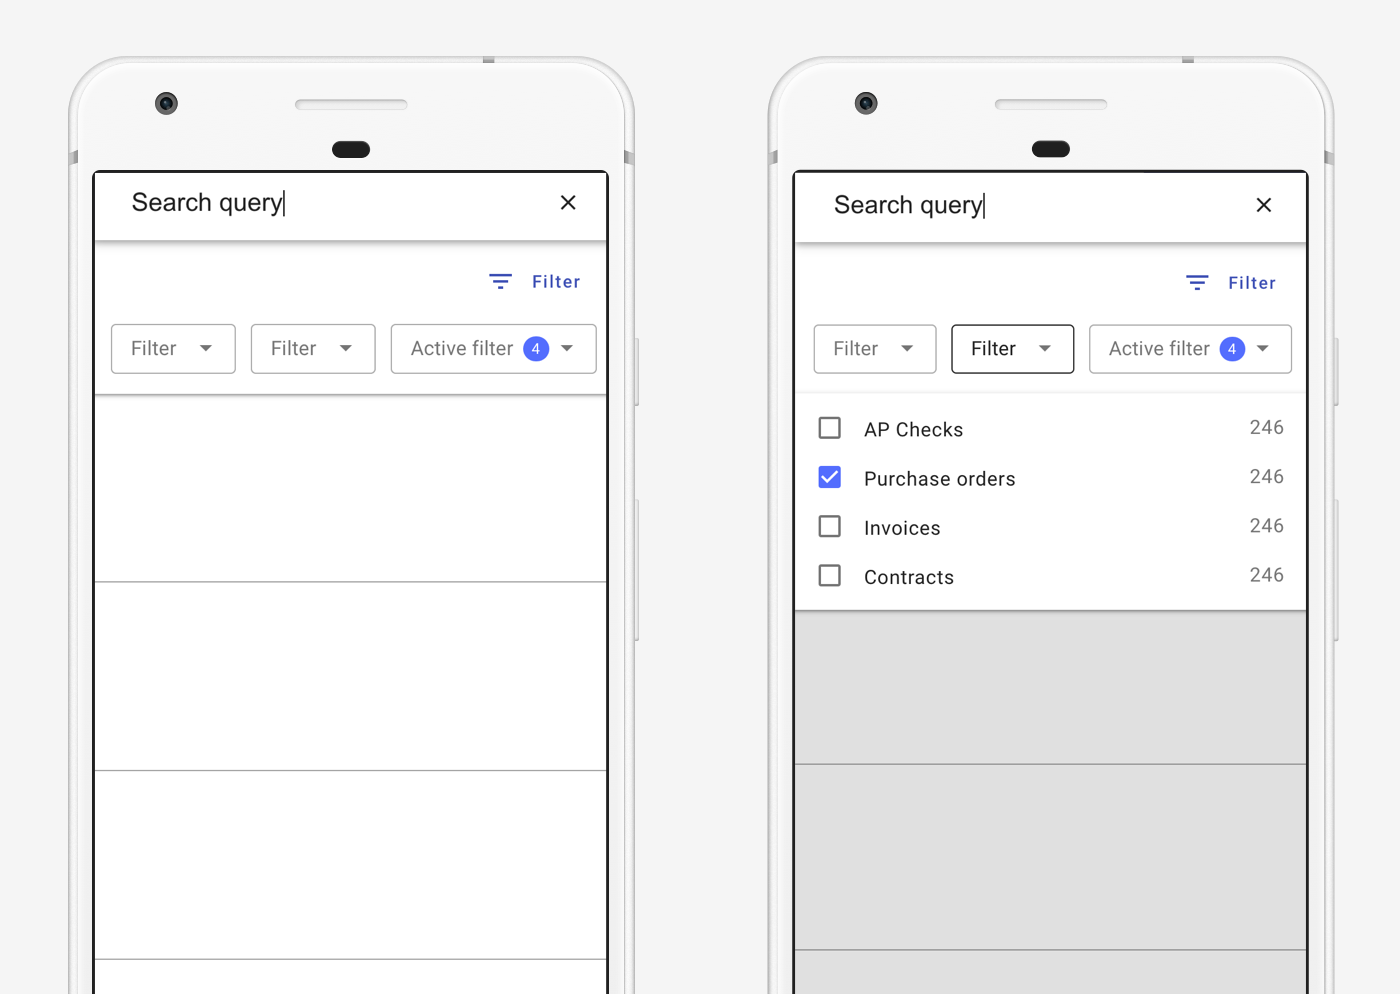 Search query
Filter
Filter Filter Active filter 4
Search query
Filter
Filter Filter Active filter 4
AP Checks 246
Purchase orders 246
Invoices 246
Contracts 246